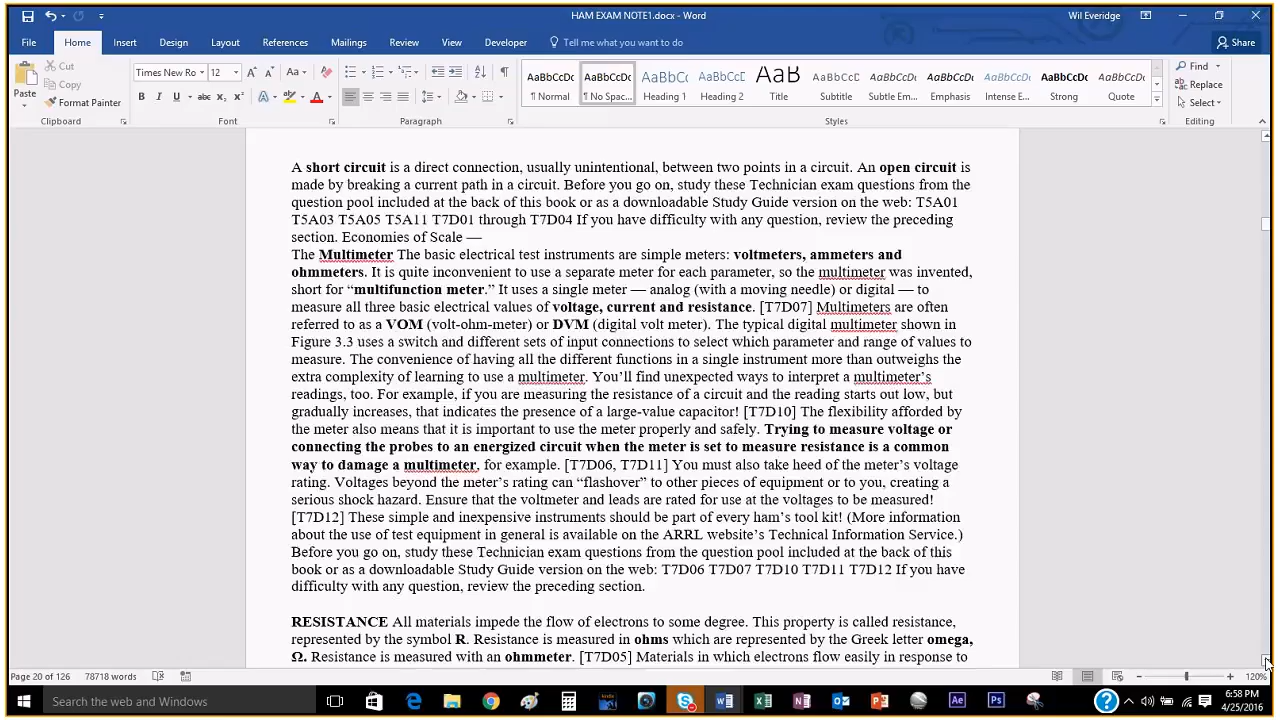 HAM EXAM NOTE1.docx - Word
Wil Everidge
File Home Insert Design Layout References Mailings Review View Developer Tell me what you want to do Share
Paste
Cut
Copy
Format Painter
Clipboard
Times New Ro 12 Aa
B I U abc x₂ x² A A
Font
Paragraph
AaBbCcDc AaBbCcDc AaBbCc AaBbCcC AaB AaBbCcD AaBbCcDc AaBbCcDc AaBbCcDc AaBbCcDc AaBbCcDc
¶ Normal ¶ No Spac... Heading 1 Heading 2 Title Subtitle Subtle Em... Emphasis Intense E... Strong Quote
Styles
Find
Replace
Select
Editing
A short circuit is a direct connection, usually unintentional, between two points in a circuit. An open circuit is
made by breaking a current path in a circuit. Before you go on, study these Technician exam questions from the
question pool included at the back of this book or as a downloadable Study Guide version on the web: T5A01
T5A03 T5A05 T5A11 T7D01 through T7D04 If you have difficulty with any question, review the preceding
section. Economies of Scale —
The Multimeter The basic electrical test instruments are simple meters: voltmeters, ammeters and
ohmmeters. It is quite inconvenient to use a separate meter for each parameter, so the multimeter was invented,
short for “multifunction meter.” It uses a single meter — analog (with a moving needle) or digital — to
measure all three basic electrical values of voltage, current and resistance. [T7D07] Multimeters are often
referred to as a VOM (volt-ohm-meter) or DVM (digital volt meter). The typical digital multimeter shown in
Figure 3.3 uses a switch and different sets of input connections to select which parameter and range of values to
measure. The convenience of having all the different functions in a single instrument more than outweighs the
extra complexity of learning to use a multimeter. You’ll find unexpected ways to interpret a multimeter’s
readings, too. For example, if you are measuring the resistance of a circuit and the reading starts out low, but
gradually increases, that indicates the presence of a large-value capacitor! [T7D10] The flexibility afforded by
the meter also means that it is important to use the meter properly and safely. Trying to measure voltage or
connecting the probes to an energized circuit when the meter is set to measure resistance is a common
way to damage a multimeter, for example. [T7D06, T7D11] You must also take heed of the meter’s voltage
rating. Voltages beyond the meter’s rating can “flashover” to other pieces of equipment or to you, creating a
serious shock hazard. Ensure that the voltmeter and leads are rated for use at the voltages to be measured!
[T7D12] These simple and inexpensive instruments should be part of every ham’s tool kit! (More information
about the use of test equipment in general is available on the ARRL website’s Technical Information Service.)
Before you go on, study these Technician exam questions from the question pool included at the back of this
book or as a downloadable Study Guide version on the web: T7D06 T7D07 T7D10 T7D11 T7D12 If you have
difficulty with any question, review the preceding section.
RESISTANCE All materials impede the flow of electrons to some degree. This property is called resistance,
represented by the symbol R. Resistance is measured in ohms which are represented by the Greek letter omega,
Ω. Resistance is measured with an ohmmeter. [T7D05] Materials in which electrons flow easily in response to
Page 20 of 126 78718 words
120%
Search the web and Windows
kindle
Ae Ps
6:58 PM
4/25/2016